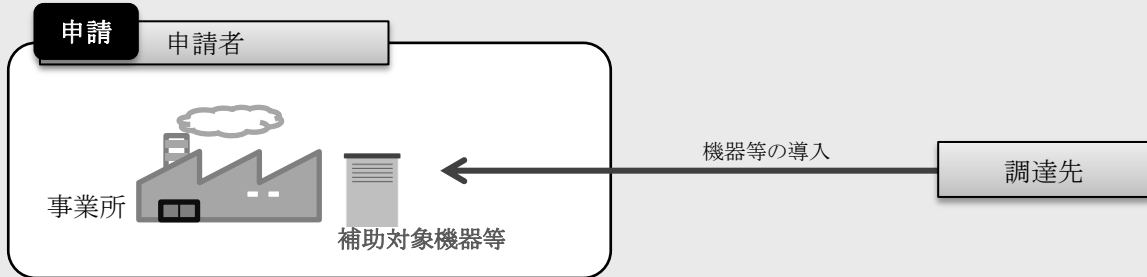 申請
申請者
機器等の導入
調達先
事業所
補助対象機器等